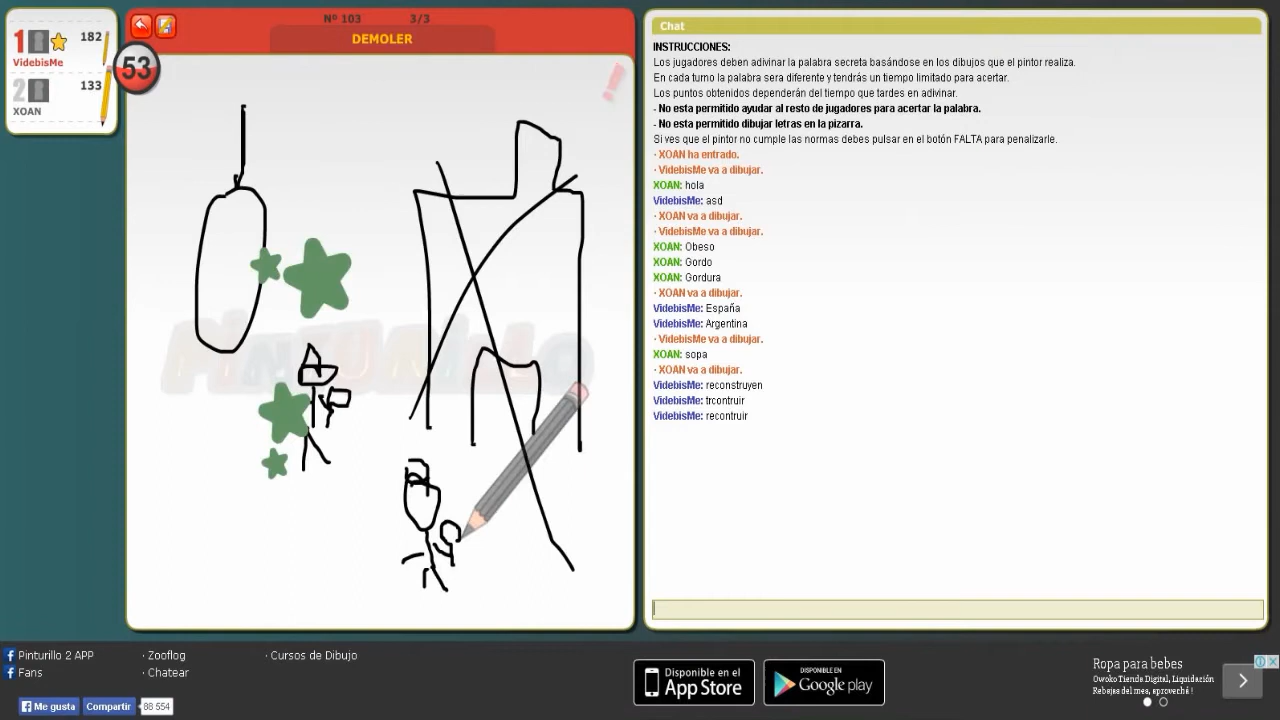 1 182
VidebisMe
2 133
XOAN
53
Nº 103 3/3
DEMOLER
PINTURILLO
Chat
INSTRUCCIONES:
Los jugadores deben adivinar la palabra secreta basándose en los dibujos que el pintor realiza.
En cada turno la palabra sera diferente y tendrás un tiempo limitado para acertar.
Los puntos obtenidos dependerán del tiempo que tardes en adivinar.
- No esta permitido ayudar al resto de jugadores para acertar la palabra.
- No esta permitido dibujar letras en la pizarra.
Si ves que el pintor no cumple las normas debes pulsar en el botón FALTA para penalizarle.
· XOAN ha entrado.
· VidebisMe va a dibujar.
XOAN: hola
VidebisMe: asd
· XOAN va a dibujar.
· VidebisMe va a dibujar.
XOAN: Obeso
XOAN: Gordo
XOAN: Gordura
· XOAN va a dibujar.
VidebisMe: España
VidebisMe: Argentina
· VidebisMe va a dibujar.
XOAN: sopa
· XOAN va a dibujar.
VidebisMe: reconstruyen
VidebisMe: trcontruir
VidebisMe: recontruir
Pinturillo 2 APP · Zooflog · Cursos de Dibujo
Fans · Chatear
Me gusta Compartir 88 554
Disponible en el
App Store
DISPONIBLE EN
Google play
Ropa para bebes
Owoko Tienda Digital, Liquidación
Rebajas del mes, aprovechá !